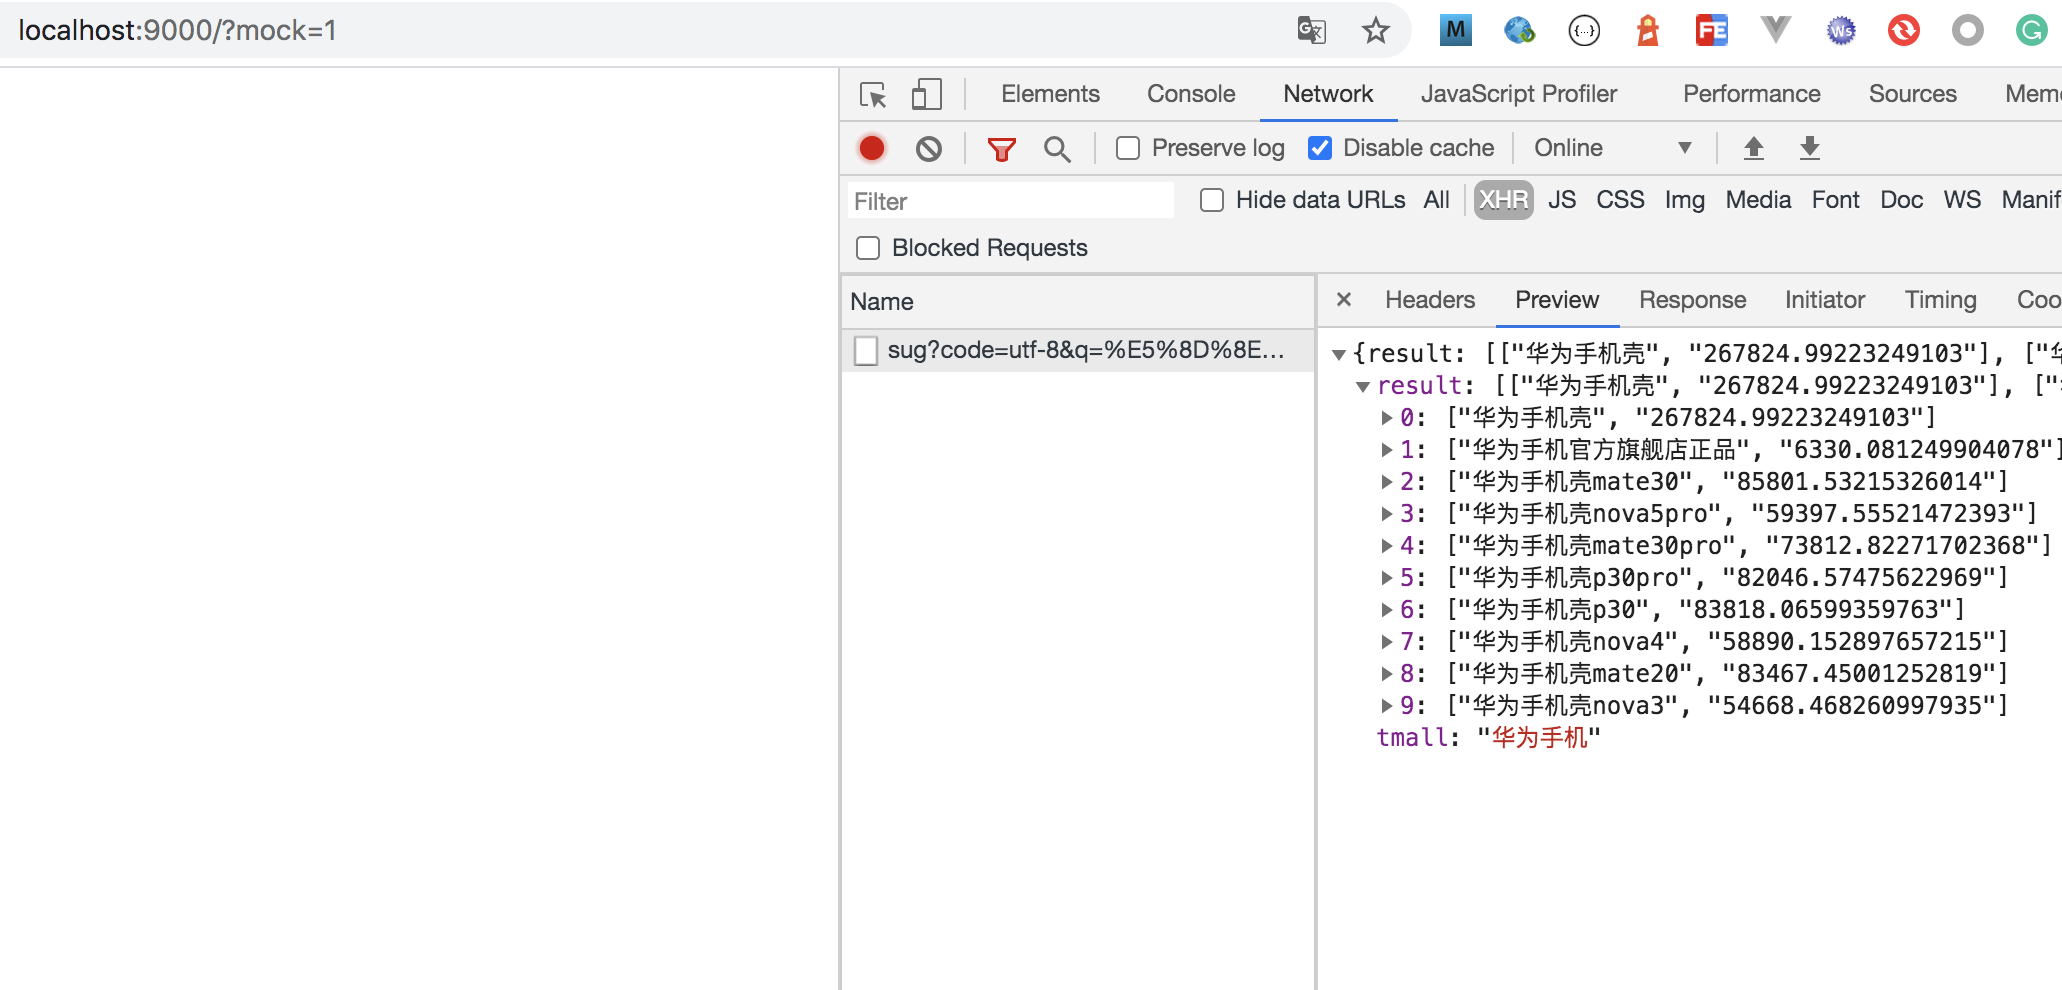 localhost:9000/?mock=1
Elements Console Network JavaScript Profiler Performance Sources Mem
Preserve log Disable cache Online
Filter Hide data URLs All XHR JS CSS Img Media Font Doc WS Manif
Blocked Requests
Name
× Headers Preview Response Initiator Timing Coo
sug?code=utf-8&q=%E5%8D%8E...
{result: [["华为手机壳", "267824.99223249103"], ["华
result: [["华为手机壳", "267824.99223249103"], ["
0: ["华为手机壳", "267824.99223249103"]
1: ["华为手机官方旗舰店正品", "6330.081249904078"]
2: ["华为手机壳mate30", "85801.53215326014"]
3: ["华为手机壳nova5pro", "59397.55521472393"]
4: ["华为手机壳mate30pro", "73812.82271702368"]
5: ["华为手机壳p30pro", "82046.57475622969"]
6: ["华为手机壳p30", "83818.06599359763"]
7: ["华为手机壳nova4", "58890.152897657215"]
8: ["华为手机壳mate20", "83467.45001252819"]
9: ["华为手机壳nova3", "54668.468260997935"]
tmall: "华为手机"